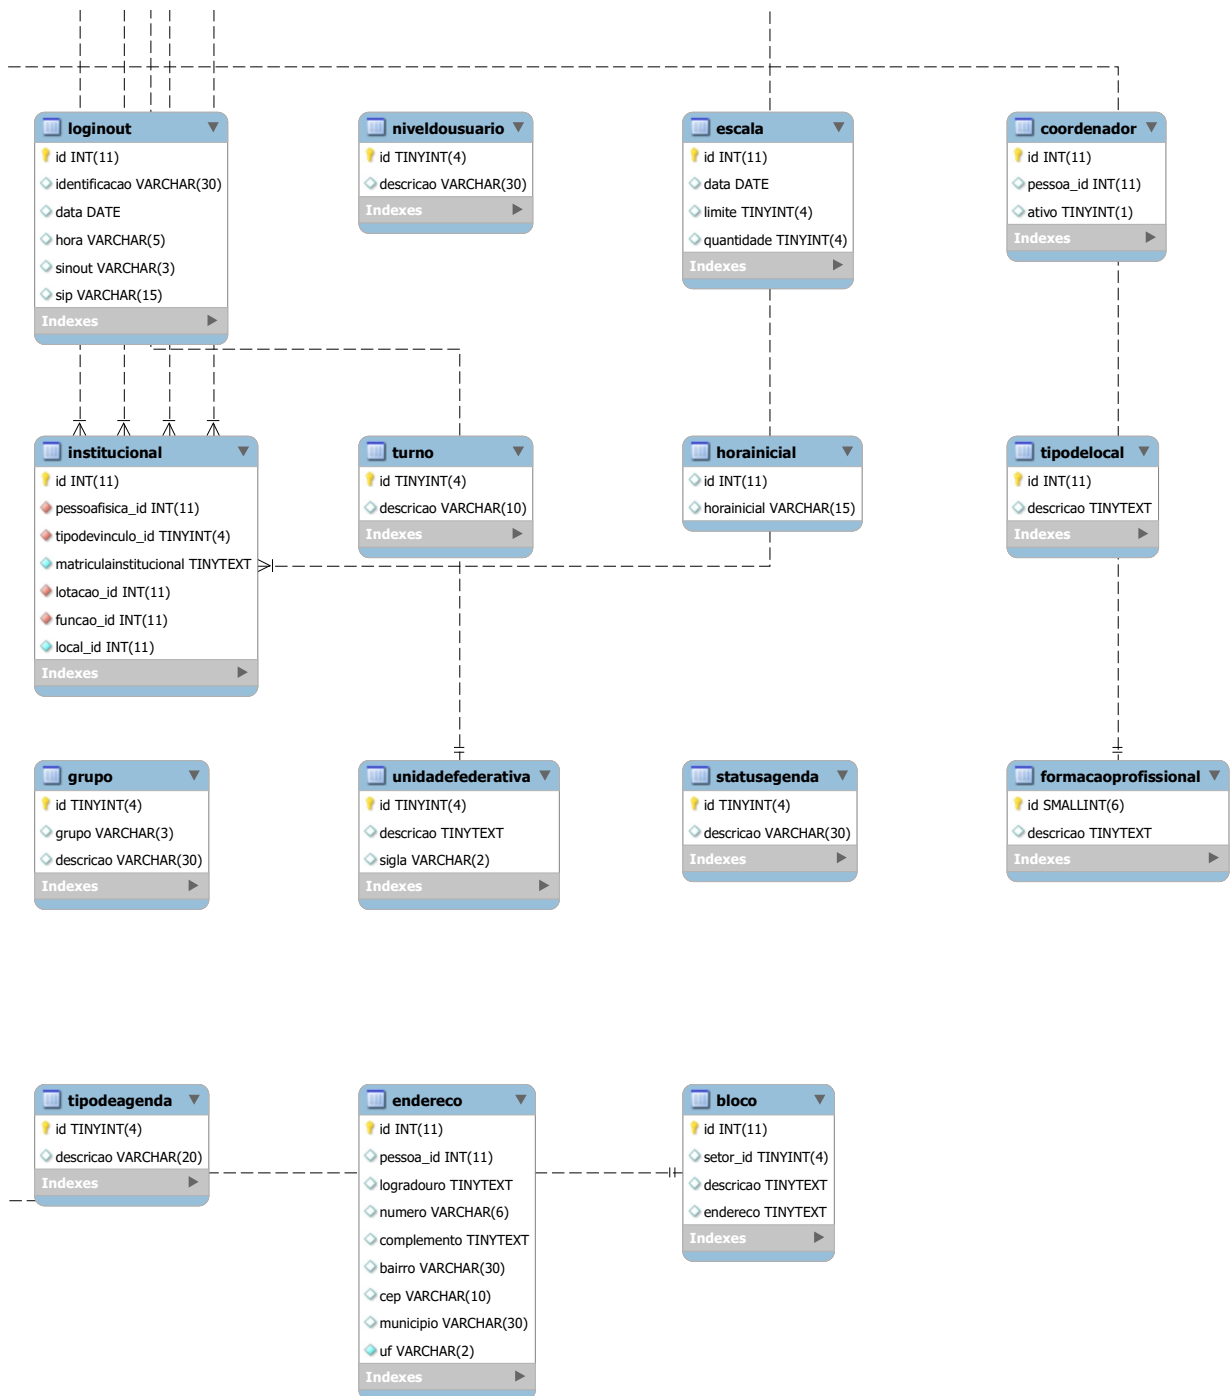 loginout
id INT(11)
identificacao VARCHAR(30)
data DATE
hora VARCHAR(5)
sinout VARCHAR(3)
sip VARCHAR(15)
Indexes
niveldousuario
id TINYINT(4)
descricao VARCHAR(30)
Indexes
escala
id INT(11)
data DATE
limite TINYINT(4)
quantidade TINYINT(4)
Indexes
coordenador
id INT(11)
pessoa_id INT(11)
ativo TINYINT(1)
Indexes
institucional
id INT(11)
pessoafisica_id INT(11)
tipodevinculo_id TINYINT(4)
matriculainstitucional TINYTEXT
lotacao_id INT(11)
funcao_id INT(11)
local_id INT(11)
Indexes
turno
id TINYINT(4)
descricao VARCHAR(10)
Indexes
horainicial
id INT(11)
horainicial VARCHAR(15)
tipodelocal
id INT(11)
descricao TINYTEXT
Indexes
grupo
id TINYINT(4)
grupo VARCHAR(3)
descricao VARCHAR(30)
Indexes
unidadefederativa
id TINYINT(4)
descricao TINYTEXT
sigla VARCHAR(2)
Indexes
statusagenda
id TINYINT(4)
descricao VARCHAR(30)
Indexes
formacaoprofissional
id SMALLINT(6)
descricao TINYTEXT
Indexes
tipodeagenda
id TINYINT(4)
descricao VARCHAR(20)
Indexes
endereco
id INT(11)
pessoa_id INT(11)
logradouro TINYTEXT
numero VARCHAR(6)
complemento TINYTEXT
bairro VARCHAR(30)
cep VARCHAR(10)
municipio VARCHAR(30)
uf VARCHAR(2)
Indexes
bloco
id INT(11)
setor_id TINYINT(4)
descricao TINYTEXT
endereco TINYTEXT
Indexes